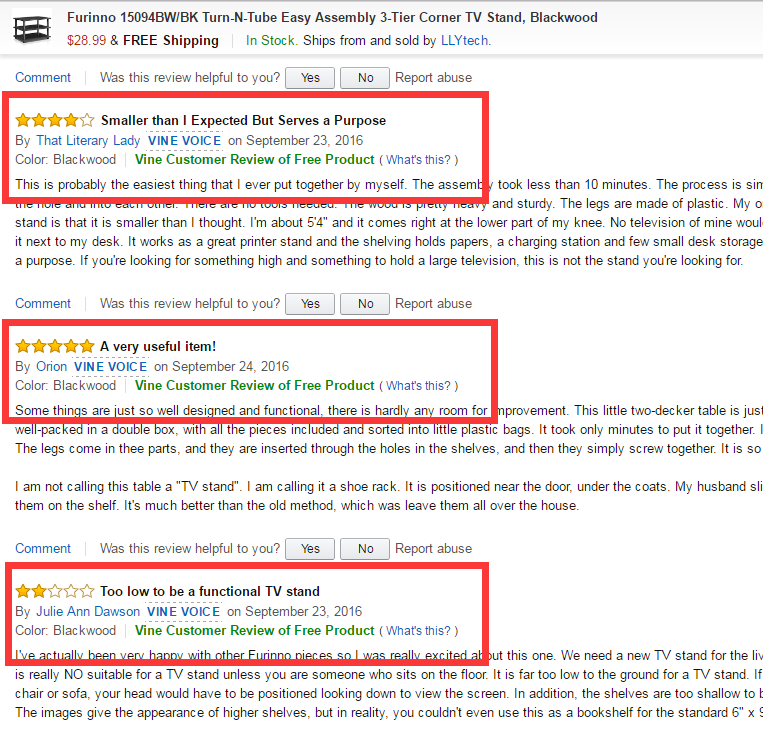 Furinno 15094BW/BK Turn-N-Tube Easy Assembly 3-Tier Corner TV Stand, Blackwood
$28.99 & FREE Shipping In Stock. Ships from and sold by LLYtech.
Comment Was this review helpful to you? Yes No Report abuse
Smaller than I Expected But Serves a Purpose
By That Literary Lady VINE VOICE on September 23, 2016
Color: Blackwood Vine Customer Review of Free Product ( What's this? )
This is probably the easiest thing that I ever put together by myself. The assembly took less than 10 minutes. The process is sim
the hole and into each other. There are no tools needed. The wood is pretty heavy and sturdy. The legs are made of plastic. My o
stand is that it is smaller than I thought. I'm about 5'4" and it comes right at the lower part of my knee. No television of mine woul
it next to my desk. It works as a great printer stand and the shelving holds papers, a charging station and few small desk storage
a purpose. If you're looking for something high and something to hold a large television, this is not the stand you're looking for.
Comment Was this review helpful to you? Yes No Report abuse
A very useful item!
By Orion VINE VOICE on September 24, 2016
Color: Blackwood Vine Customer Review of Free Product ( What's this? )
Some things are just so well designed and functional, there is hardly any room for improvement. This little two-decker table is just
well-packed in a double box, with all the pieces included and sorted into little plastic bags. It took only minutes to put it together. I
The legs come in thee parts, and they are inserted through the holes in the shelves, and then they simply screw together. It is so
I am not calling this table a "TV stand". I am calling it a shoe rack. It is positioned near the door, under the coats. My husband sli
them on the shelf. It's much better than the old method, which was leave them all over the house.
Comment Was this review helpful to you? Yes No Report abuse
Too low to be a functional TV stand
By Julie Ann Dawson VINE VOICE on September 23, 2016
Color: Blackwood Vine Customer Review of Free Product ( What's this? )
I've actually been very happy with other Furinno pieces so I was really excited about this one. We need a new TV stand for the liv
is really NO suitable for a TV stand unless you are someone who sits on the floor. It is far too low to the ground for a TV stand. If
chair or sofa, your head would have to be positioned looking down to view the screen. In addition, the shelves are too shallow to b
The images give the appearance of higher shelves, but in reality, you couldn't even use this as a bookshelf for the standard 6" x 9